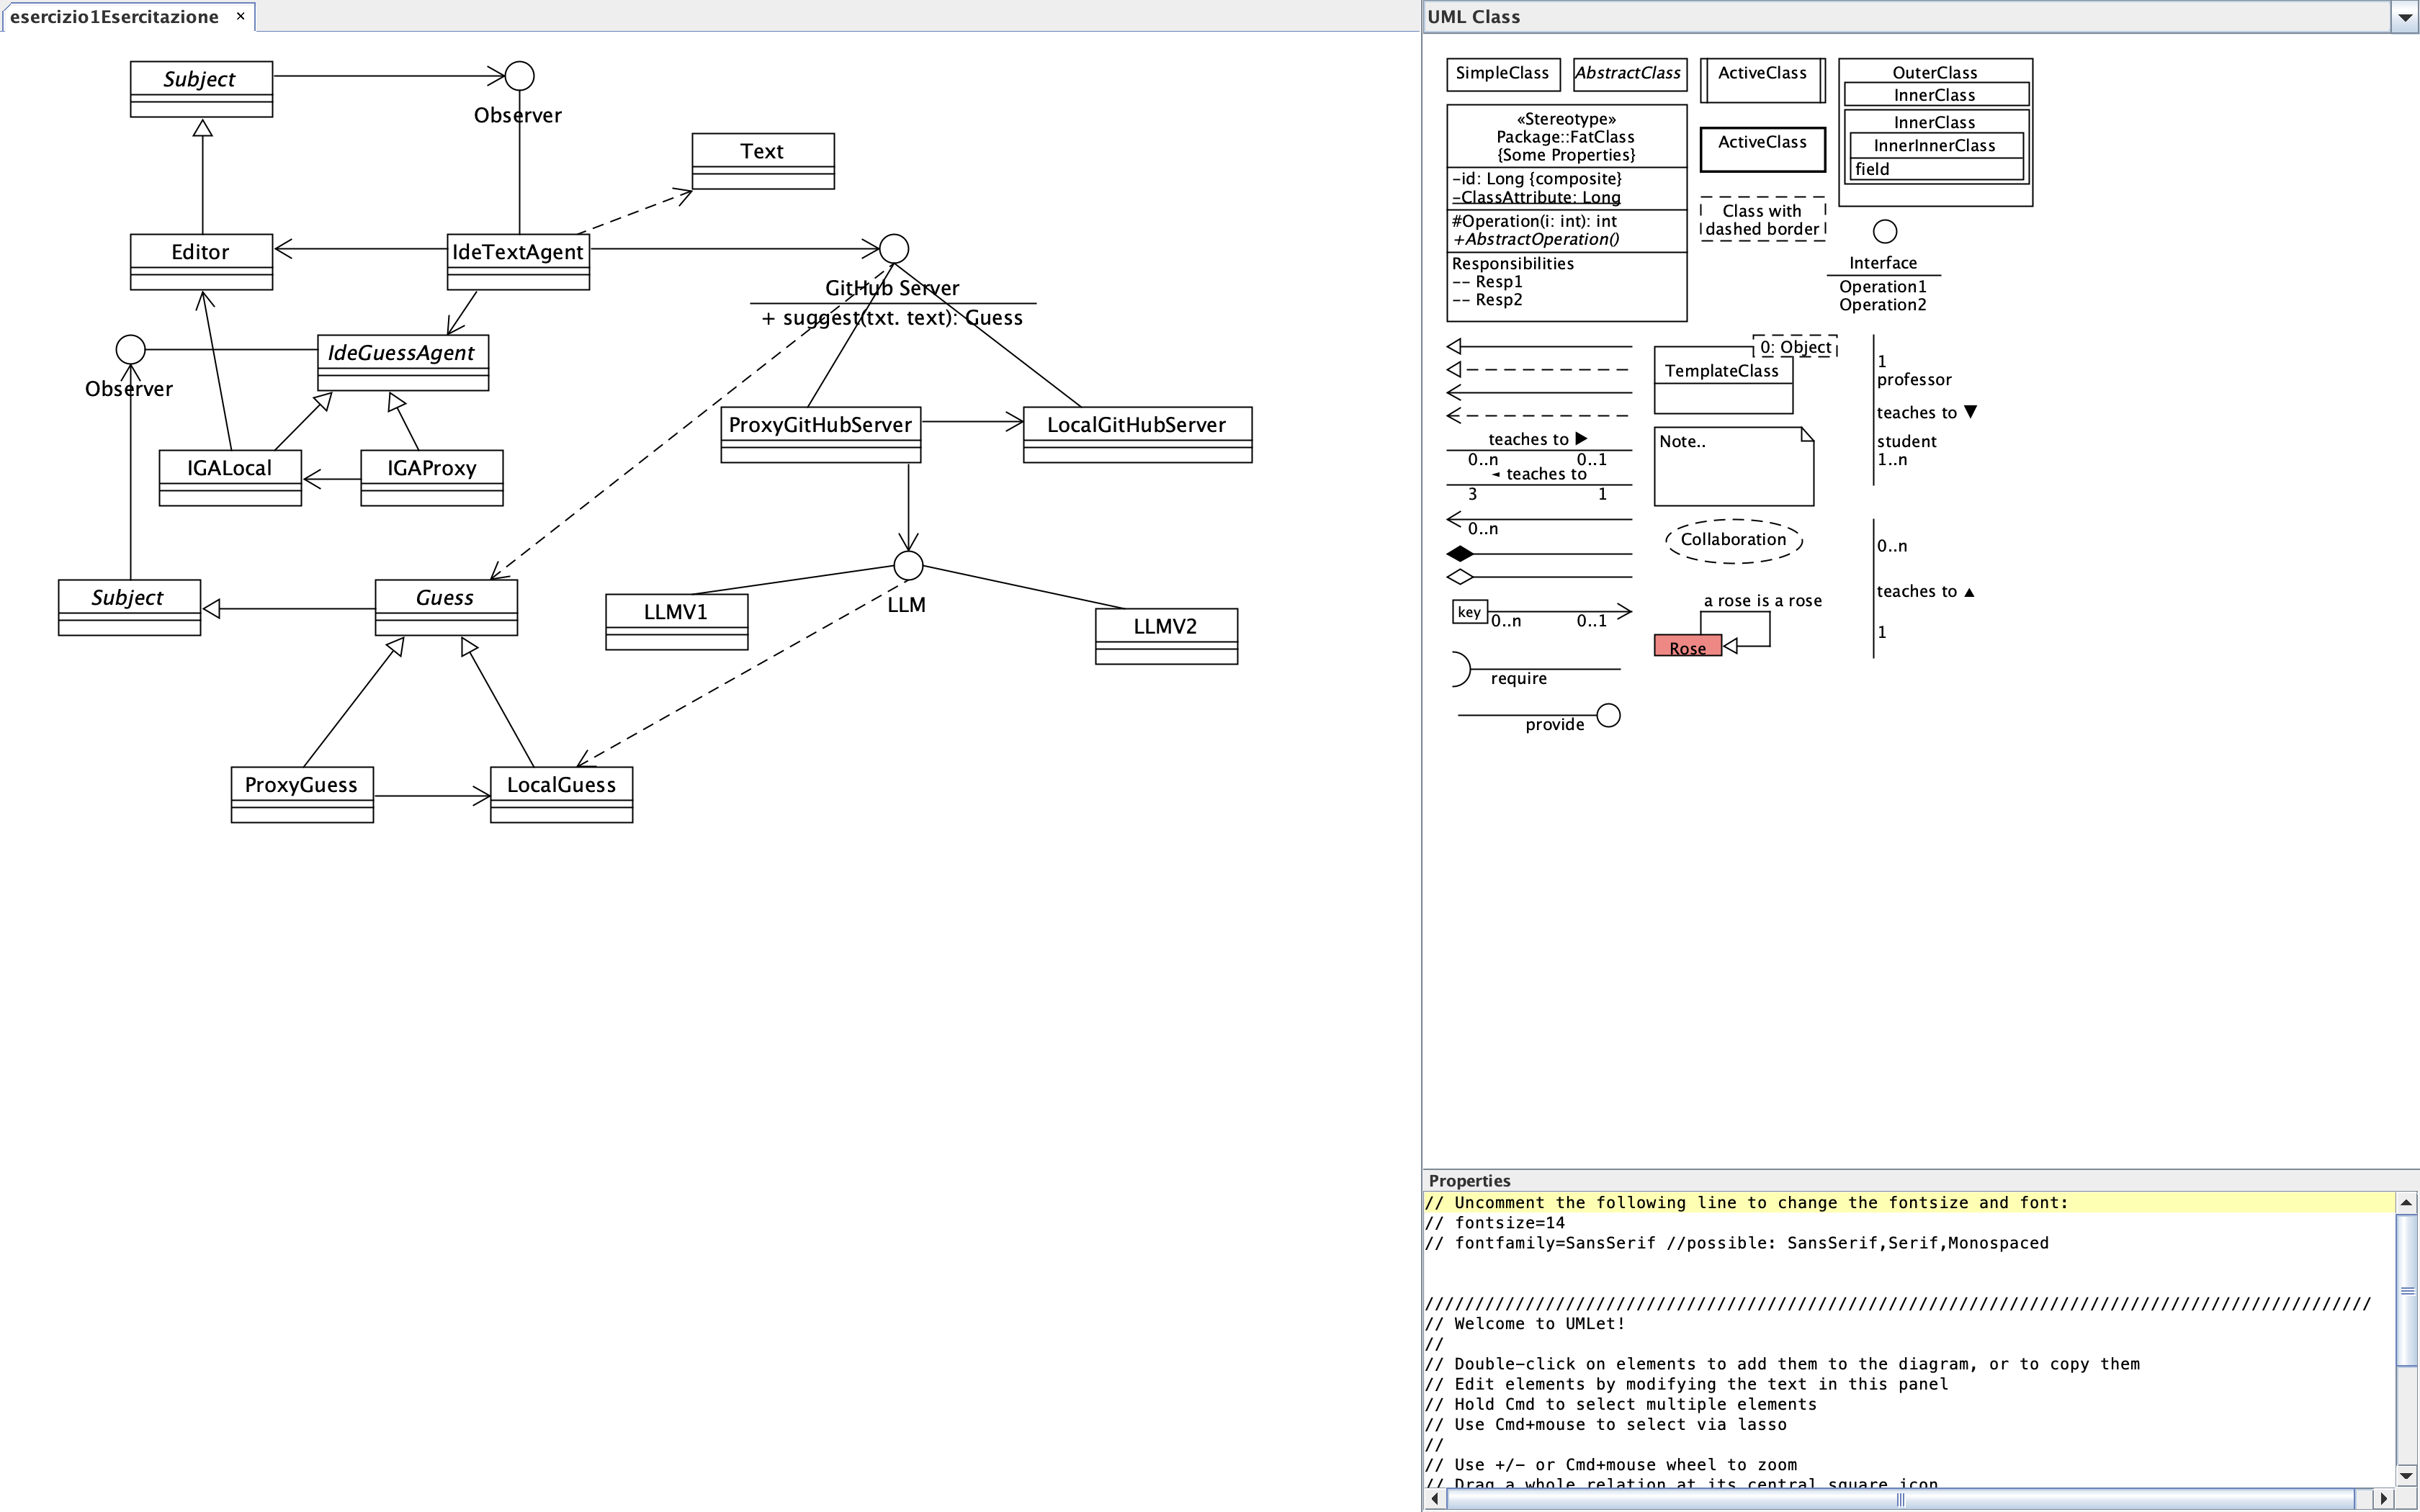 esercizio1Esercitazione ×
Subject
Observer
Text
Editor
IdeTextAgent
GitHub Server
+ suggest(txt. text): Guess
IdeGuessAgent
Observer
ProxyGitHubServer
LocalGitHubServer
IGALocal
IGAProxy
Subject
Guess
LLMV1
LLM
LLMV2
ProxyGuess
LocalGuess
UML Class
SimpleClass
AbstractClass
ActiveClass
OuterClass
InnerClass
InnerClass
InnerInnerClass
field
«Stereotype»
Package::FatClass
{Some Properties}
-id: Long {composite}
-ClassAttribute: Long
#Operation(i: int): int
+AbstractOperation()
Responsibilities
-- Resp1
-- Resp2
ActiveClass
Class with
dashed border
Interface
Operation1
Operation2
0: Object
TemplateClass
1
professor
teaches to ▼
student
1..n
teaches to ►
0..n 0..1
◄ teaches to
3 1
0..n
Note..
Collaboration
0..n
teaches to ▲
1
key
0..n 0..1
a rose is a rose
Rose
require
provide
Properties
// Uncomment the following line to change the fontsize and font:
// fontsize=14
// fontfamily=SansSerif //possible: SansSerif,Serif,Monospaced
//////////////////////////////////////////////////////////////////////////////////////////////
// Welcome to UMLet!
//
// Double-click on elements to add them to the diagram, or to copy them
// Edit elements by modifying the text in this panel
// Hold Cmd to select multiple elements
// Use Cmd+mouse to select via lasso
//
// Use +/- or Cmd+mouse wheel to zoom
// Drag a whole relation at its central square icon